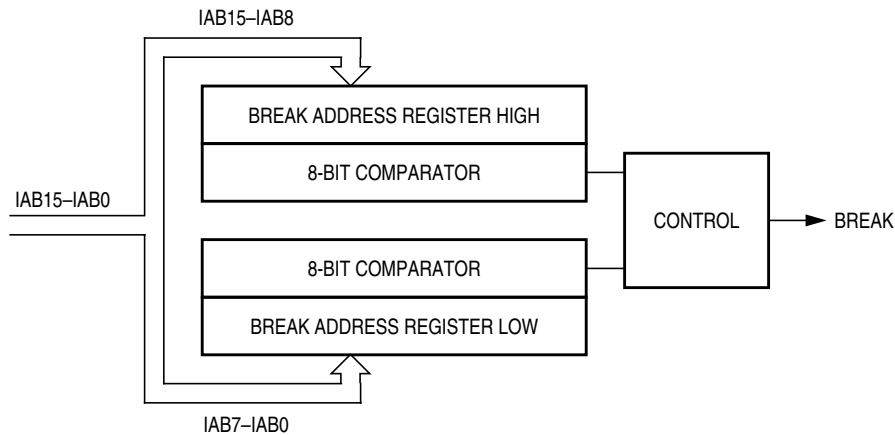 IAB15–IAB8
BREAK ADDRESS REGISTER HIGH
8-BIT COMPARATOR
IAB15–IAB0
CONTROL
BREAK
8-BIT COMPARATOR
BREAK ADDRESS REGISTER LOW
IAB7–IAB0